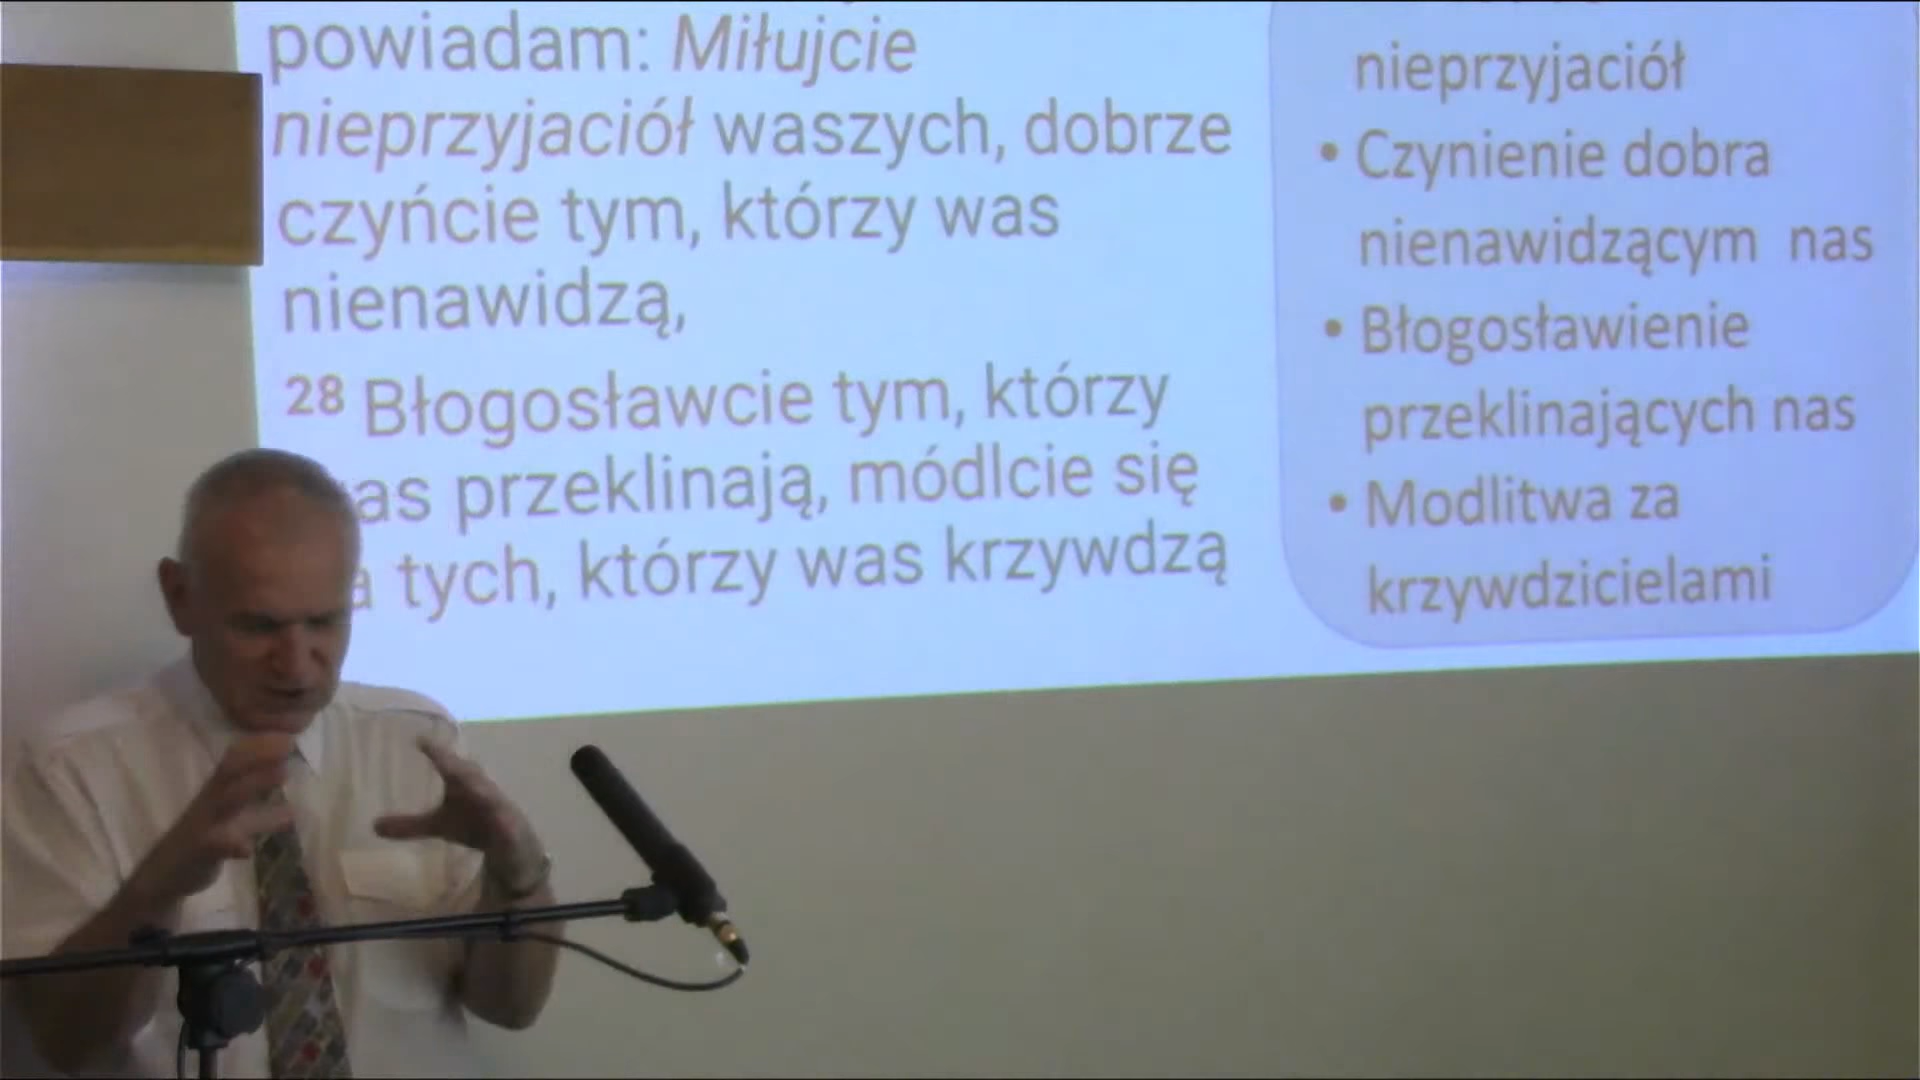 powiadam: Miłujcie
nieprzyjaciół waszych, dobrze
czyńcie tym, którzy was
nienawidzą,
28 Błogosławcie tym, którzy
as przeklinają, módlcie się
a tych, którzy was krzywdzą
nieprzyjaciół
• Czynienie dobra
nienawidzącym nas
• Błogosławienie
przeklinających nas
• Modlitwa za
krzywdzicielami